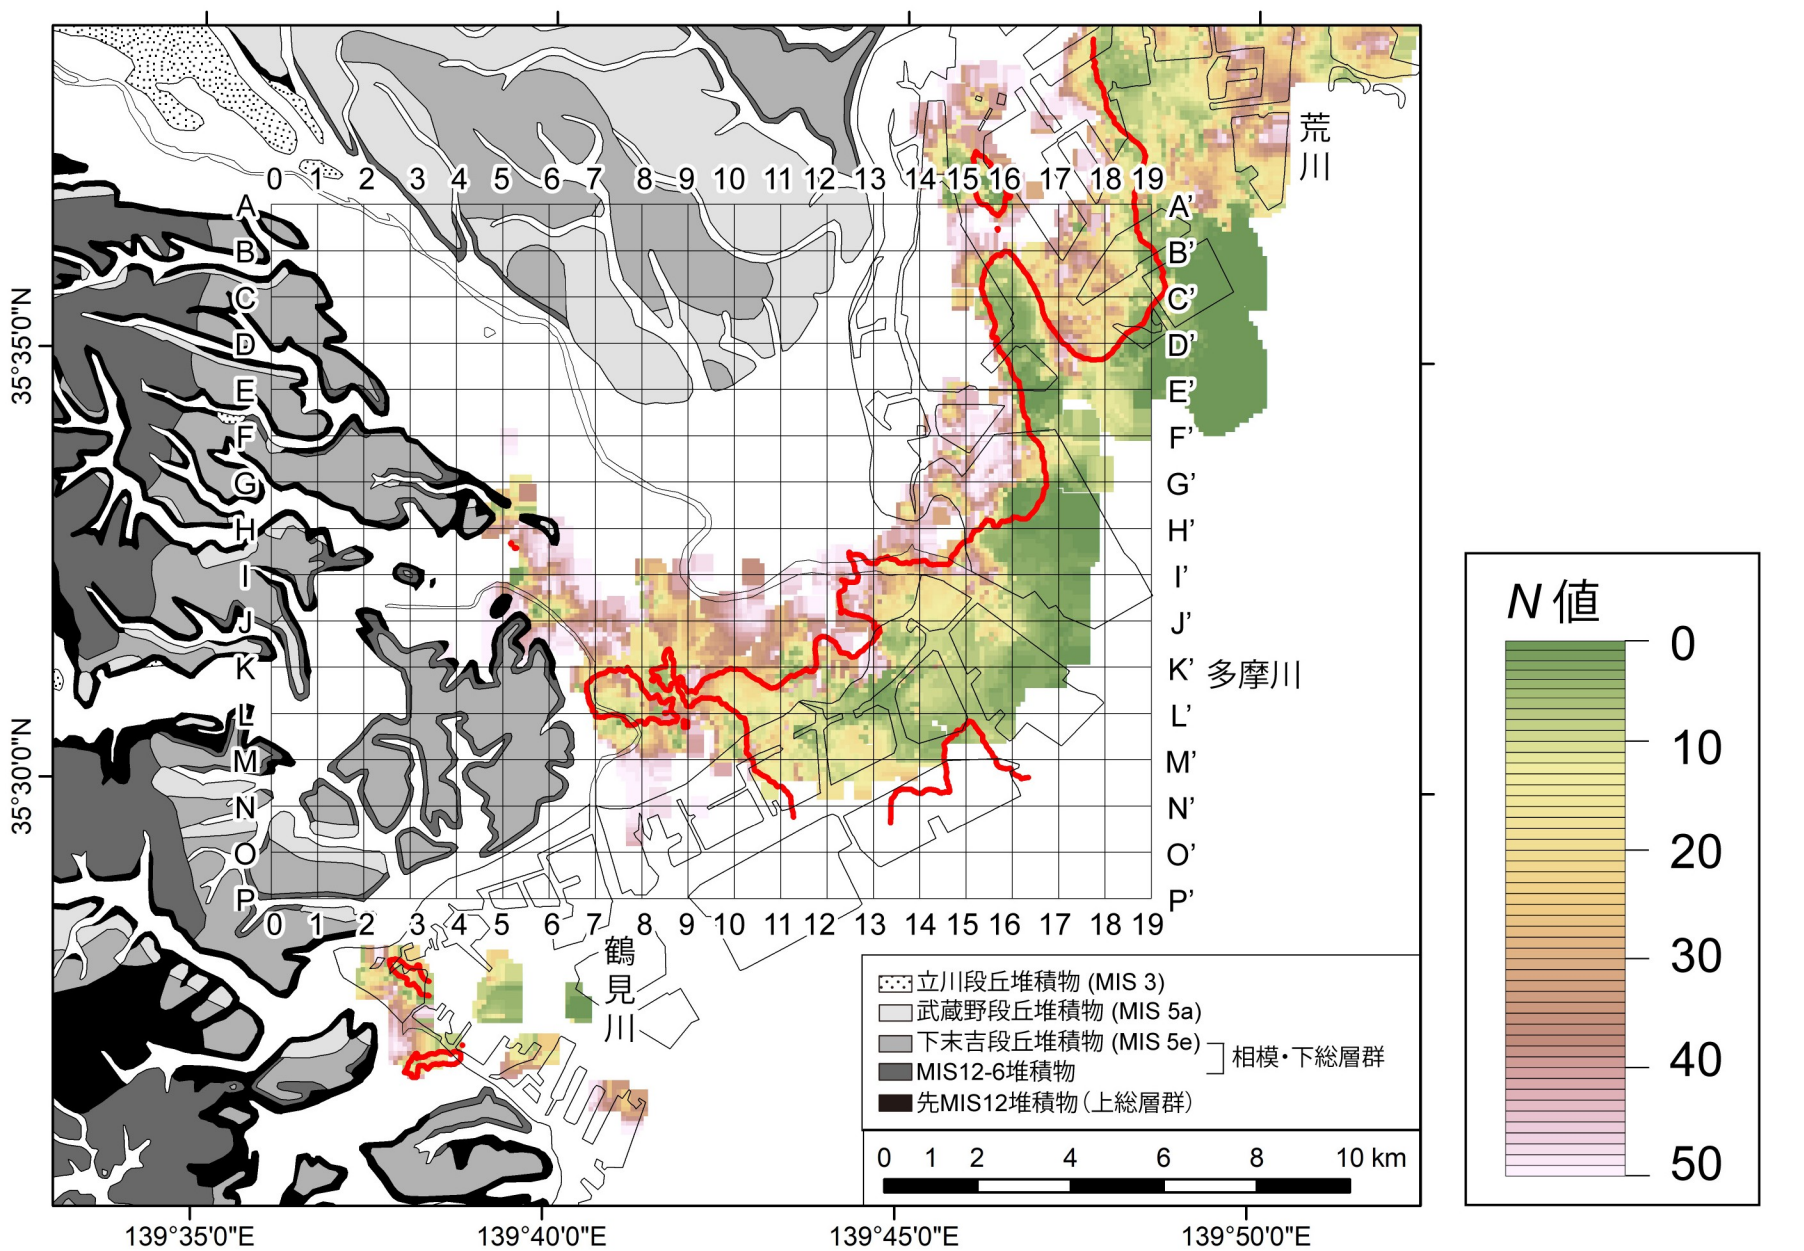 荒川
0 1 2 3 4 5 6 7 8 9 10 11 12 13 14 15 16 17 18 19
A A'
B B'
C C'
D D'
E E'
F F'
G G'
H H'
I I'
J J'
K K' 多摩川
L L'
M M'
N N'
O O'
P P'
0 1 2 3 4 5 6 7 8 9 10 11 12 13 14 15 16 17 18 19
鶴見川
35°35'0"N
35°30'0"N
139°35'0"E 139°40'0"E 139°45'0"E 139°50'0"E
立川段丘堆積物 (MIS 3)
武蔵野段丘堆積物 (MIS 5a)
下末吉段丘堆積物 (MIS 5e)
MIS12-6堆積物
相模・下総層群
先MIS12堆積物（上総層群）
0 1 2 4 6 8 10 km
N 値
0
10
20
30
40
50